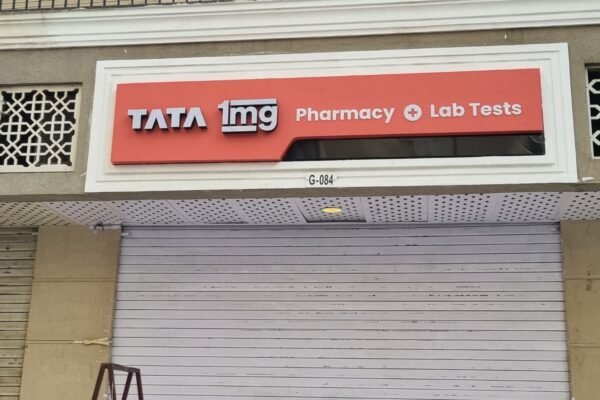 TATA 1mg Pharmacy + Lab Tests
G-084